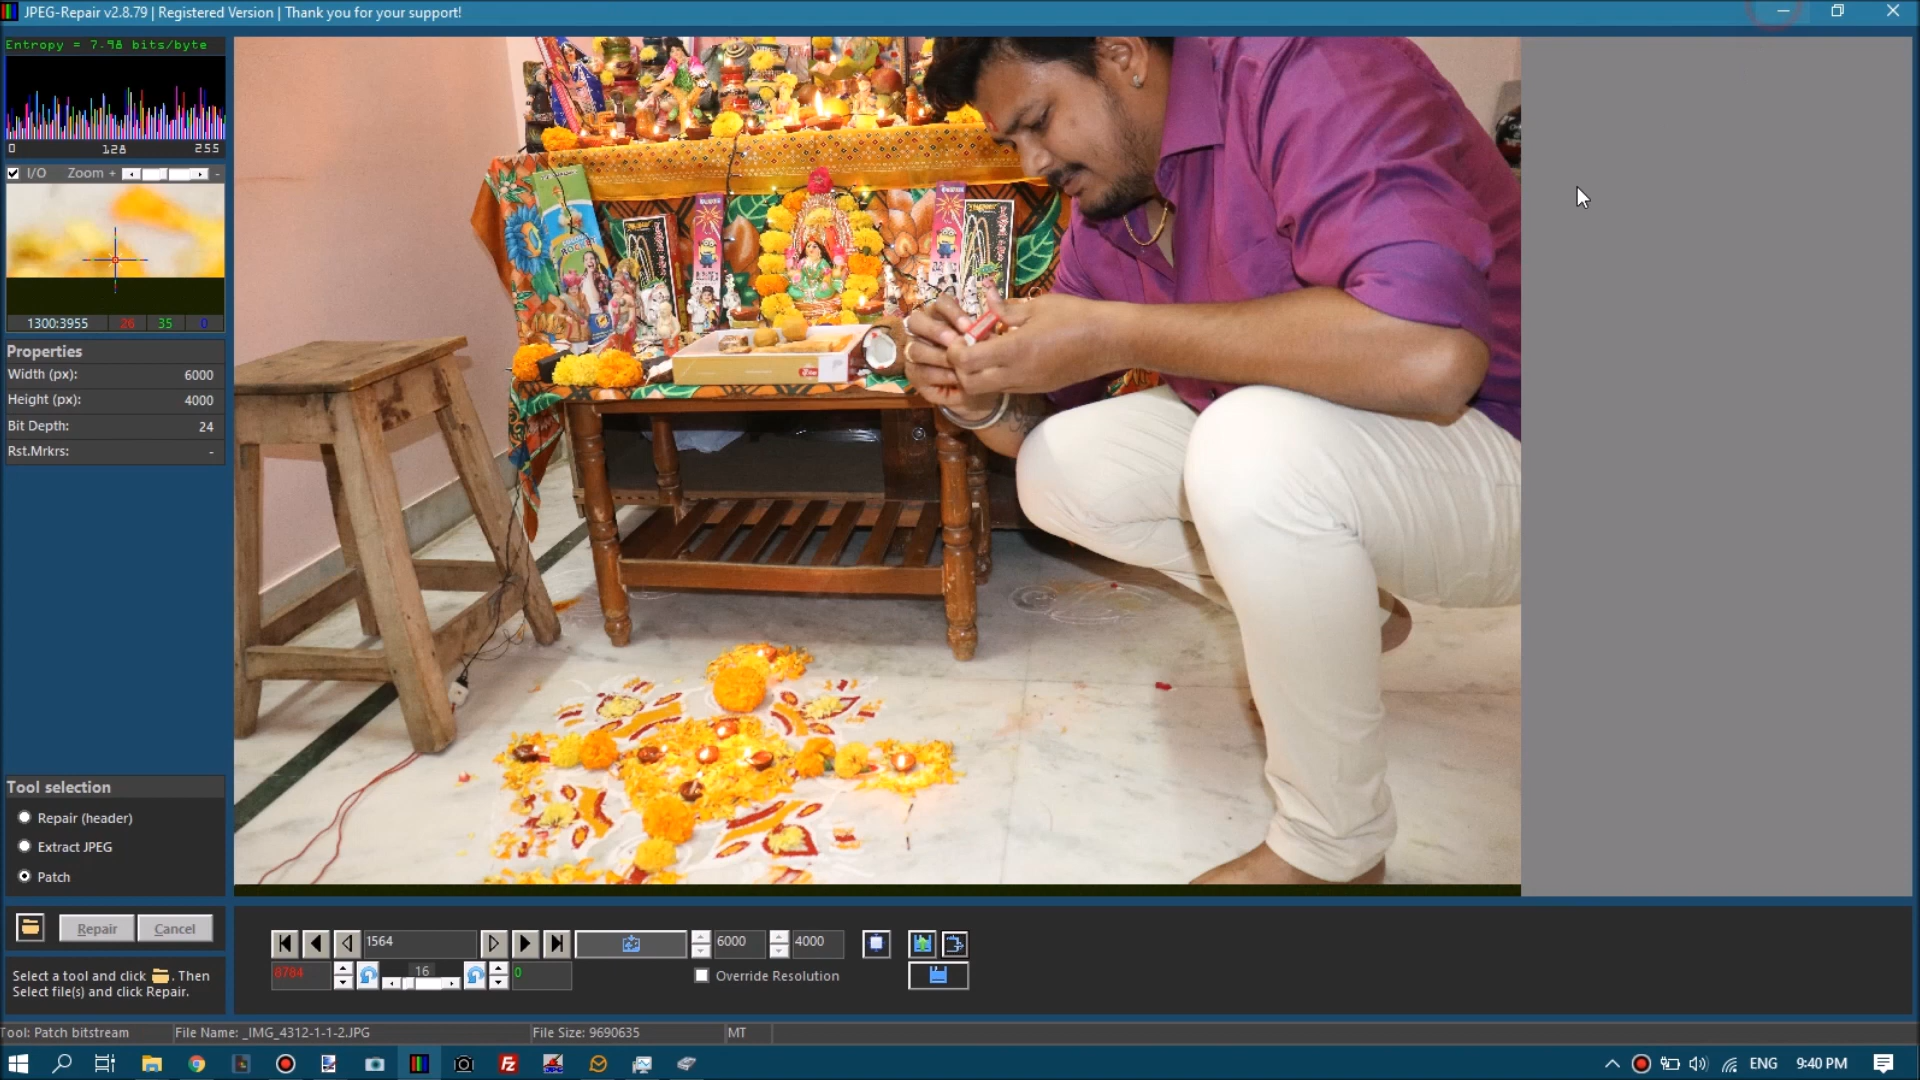 JPEG-Repair v2.8.79 | Registered Version | Thank you for your support!
Entropy = 7.98 bits/byte
0 128 255
I/O Zoom + -
1300:3955 26 35 0
Properties
Width (px): 6000
Height (px): 4000
Bit Depth: 24
Rst.Mrkrs: -
Tool selection
Repair (header)
Extract JPEG
Patch
Repair Cancel
Select a tool and click . Then
Select file(s) and click Repair.
1564 6000 4000
8784 16 0 Override Resolution
Tool: Patch bitstream File Name: _IMG_4312-1-1-2.JPG File Size: 9690635 MT
ENG 9:40 PM